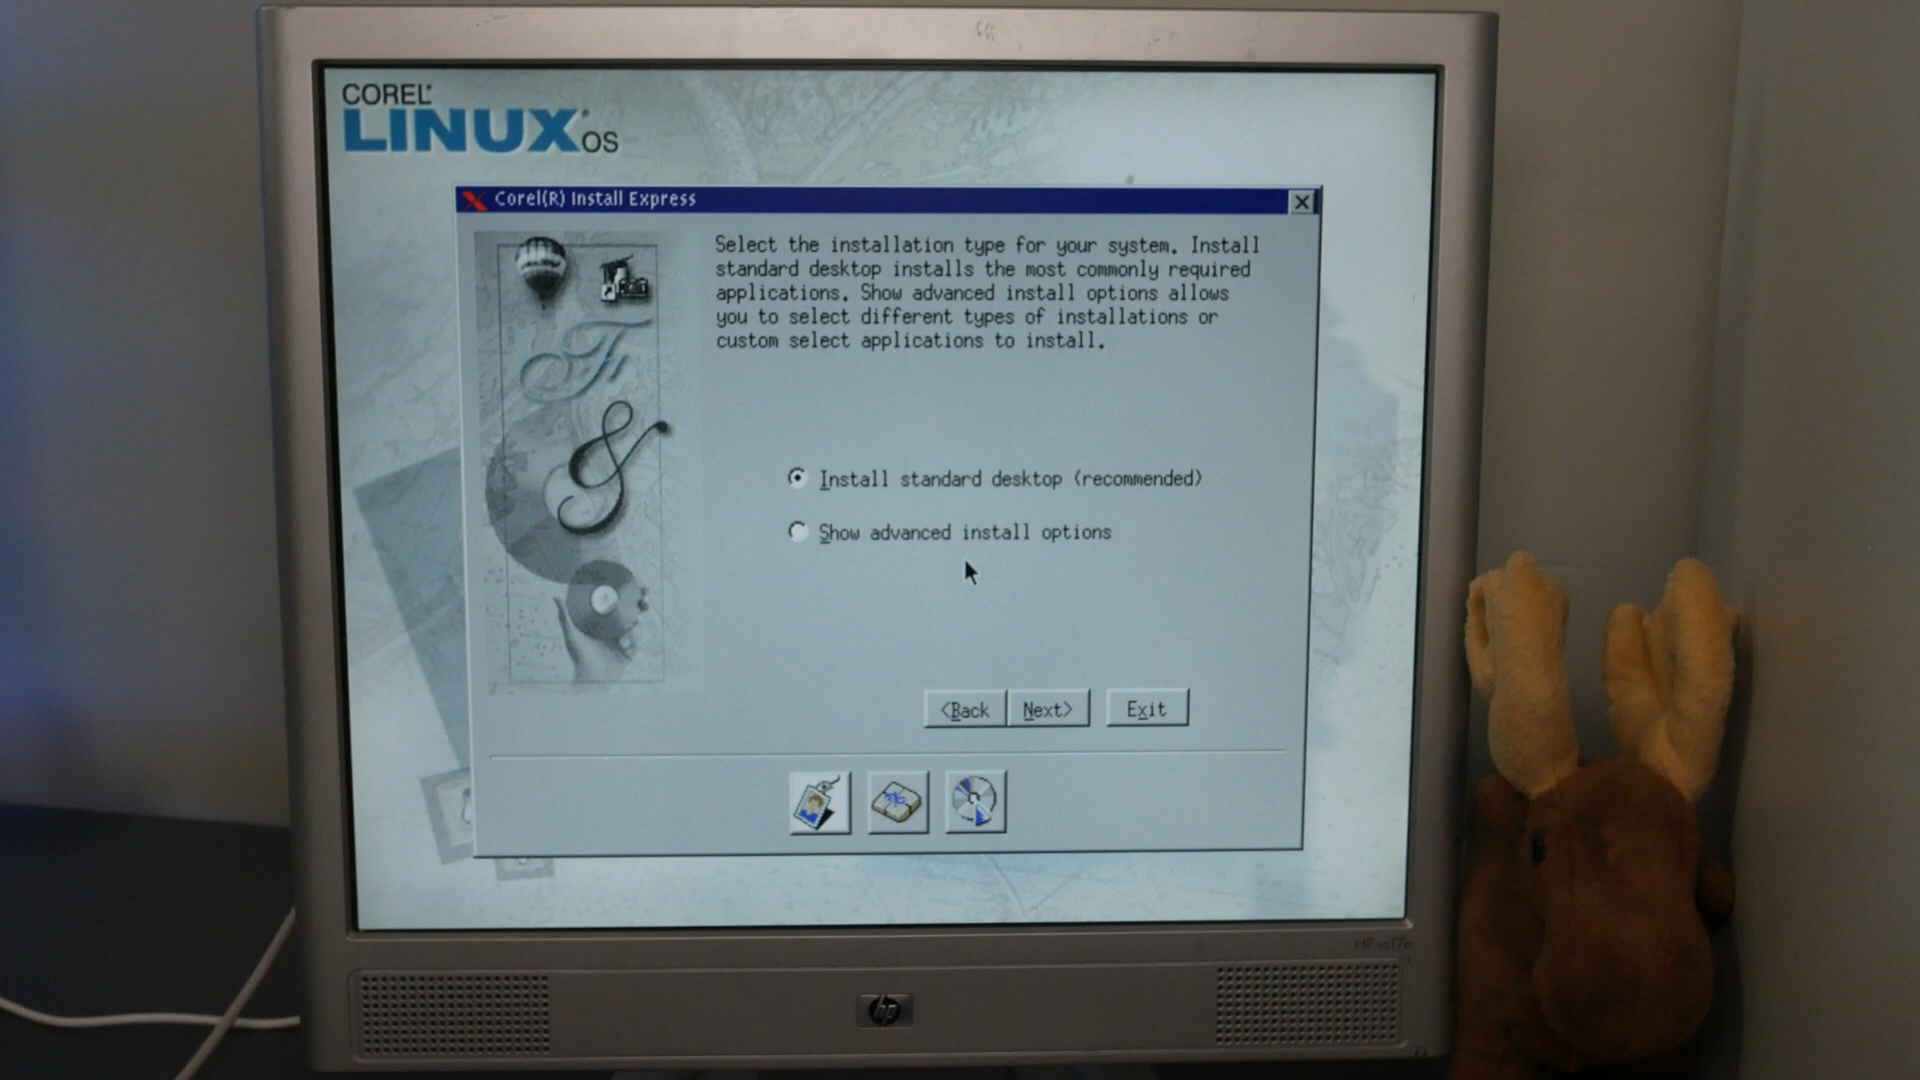 COREL
LINUX OS
Corel(R) Install Express
Select the installation type for your system. Install
standard desktop installs the most commonly required
applications. Show advanced install options allows
you to select different types of installations or
custom select applications to install.
Install standard desktop (recommended)
Show advanced install options
<Back Next> Exit
HP vs17e
hp